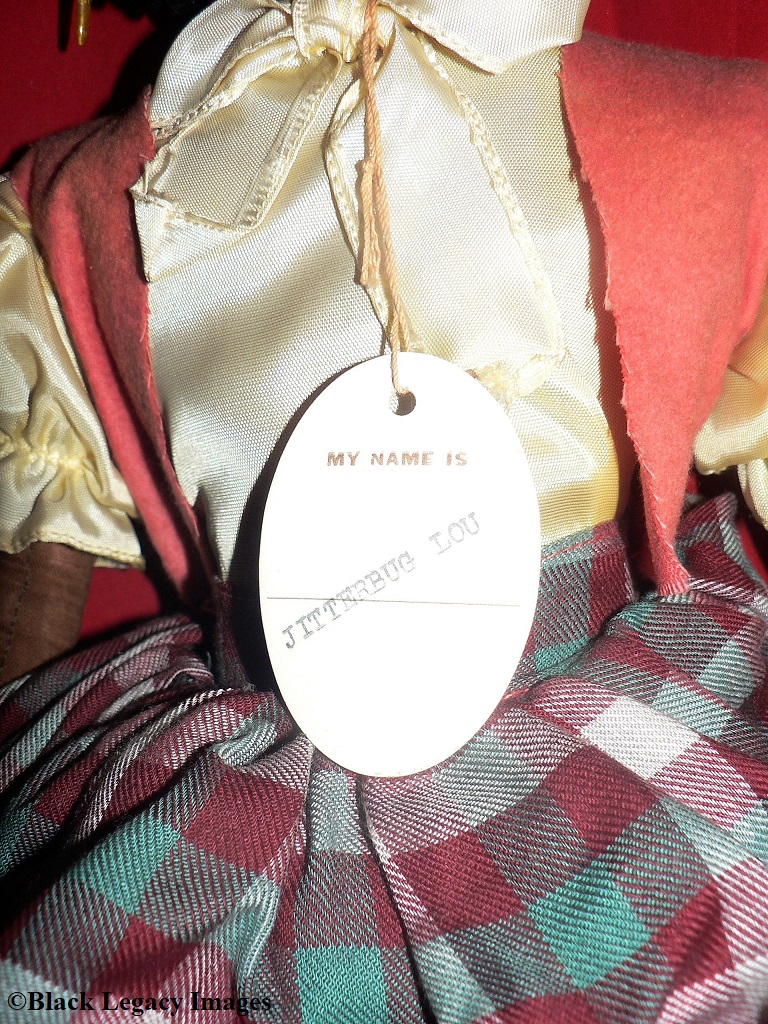 MY NAME IS
JITTERBUG LOU
©Black Legacy Images